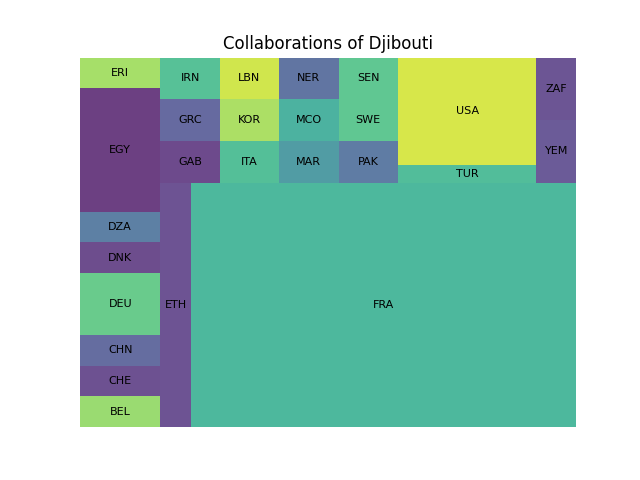 Collaborations of Djibouti
ERI
IRN
LBN
NER
SEN
USA
ZAF
EGY
GRC
KOR
MCO
SWE
YEM
GAB
ITA
MAR
PAK
TUR
DZA
DNK
DEU
ETH
FRA
CHN
CHE
BEL